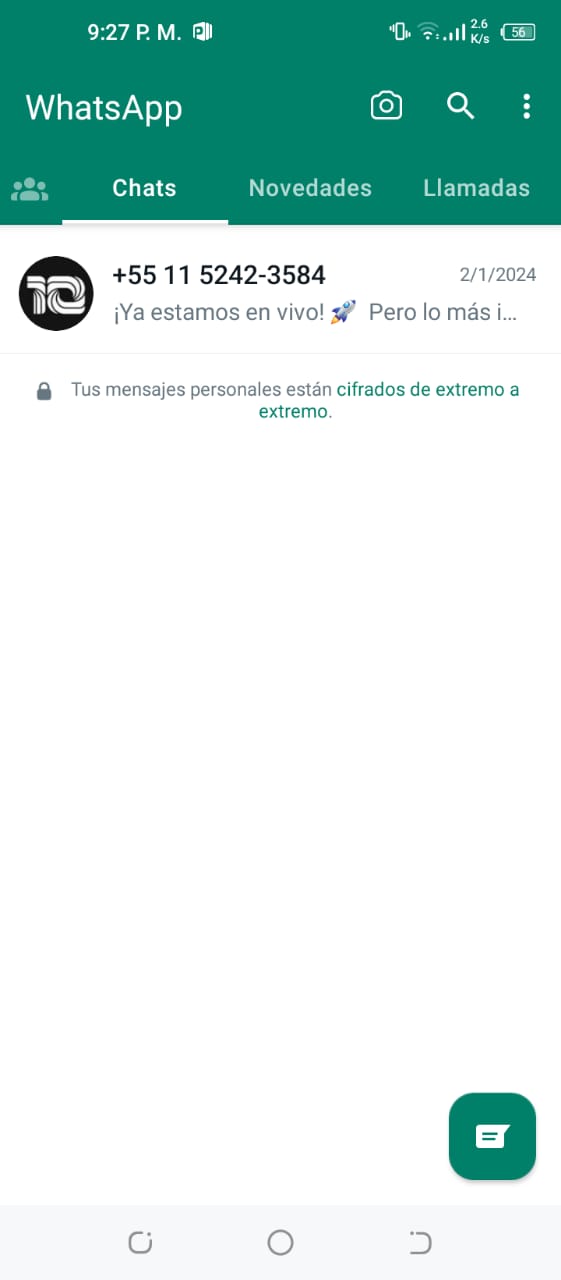 9:27 P. M.
2.6
K/s
56
WhatsApp
Chats
Novedades
Llamadas
+55 11 5242-3584
2/1/2024
¡Ya estamos en vivo! 🚀 Pero lo más i...
Tus mensajes personales están cifrados de extremo a
extremo.